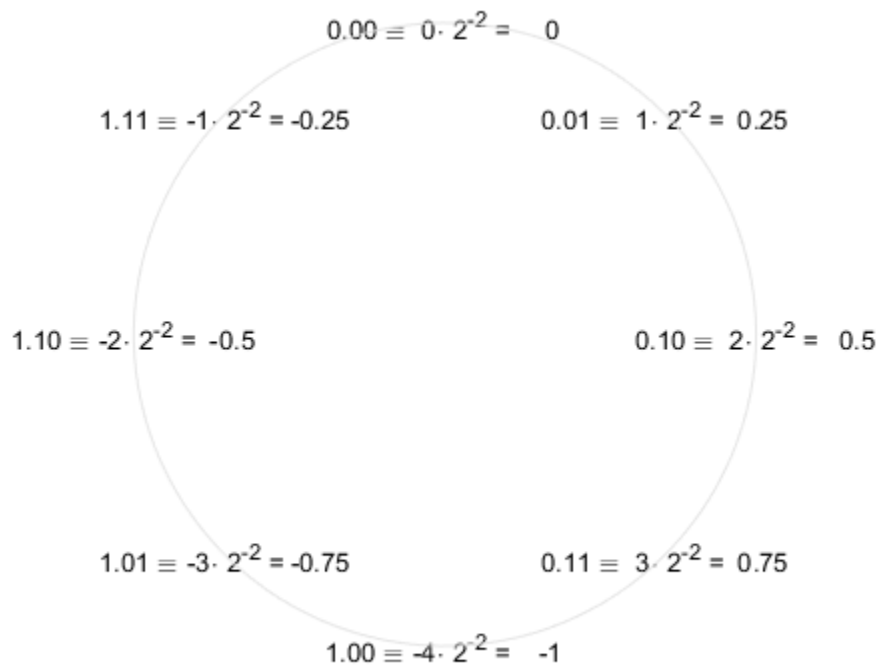 0.00 ≡ 0· 2⁻² = 0
1.11 ≡ -1· 2⁻² = -0.25
0.01 ≡ 1· 2⁻² = 0.25
1.10 ≡ -2· 2⁻² = -0.5
0.10 ≡ 2· 2⁻² = 0.5
1.01 ≡ -3· 2⁻² = -0.75
0.11 ≡ 3· 2⁻² = 0.75
1.00 ≡ -4· 2⁻² = -1